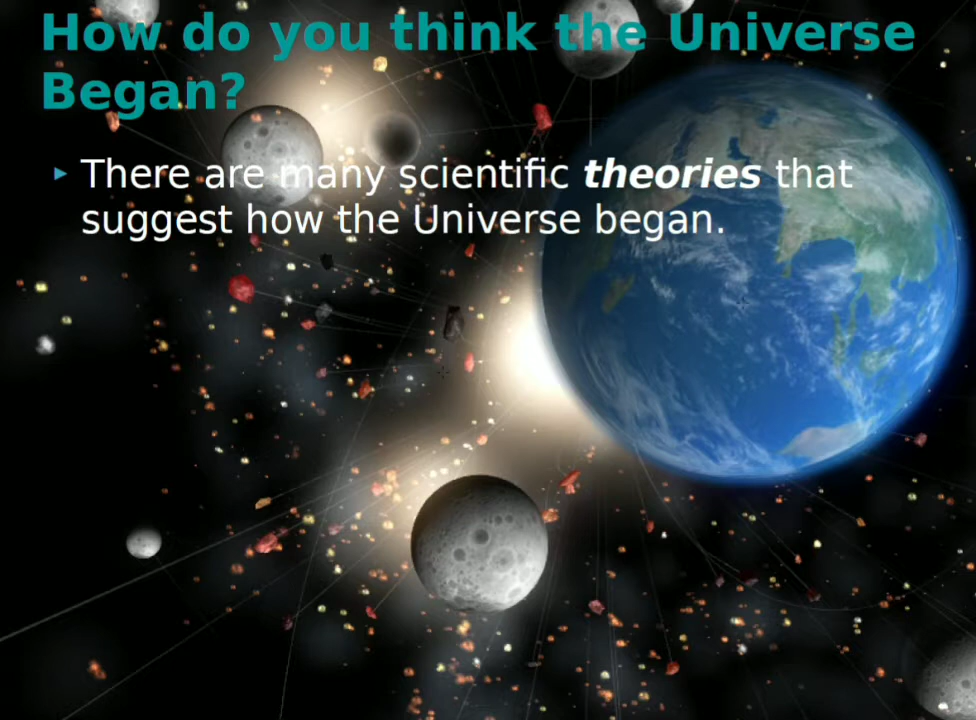 How do you think the Universe
Began?
There are many scientific theories that
suggest how the Universe began.